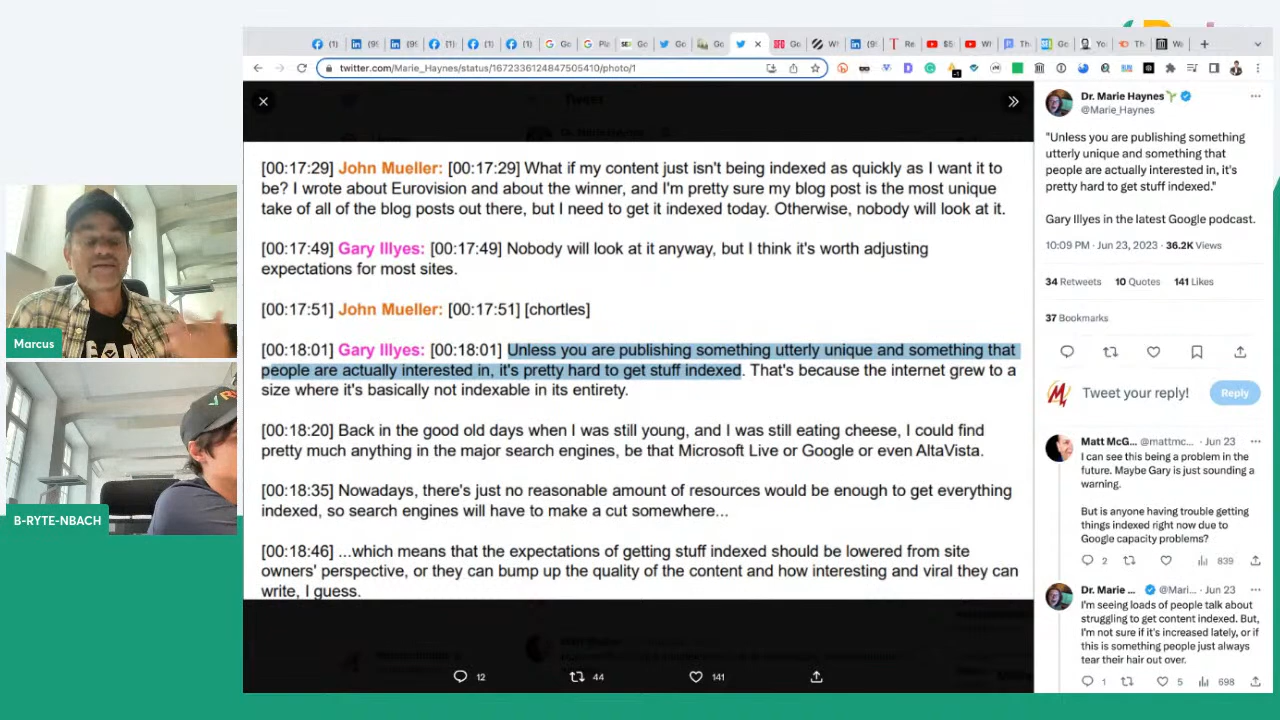 (1)
(99
(99
(1)
(1)
(1)
Go
Pla
Go
Go
Go
W
(9
Re
$6
Wh
Th
Go
Yo
Th
We
twitter.com/Marie_Haynes/status/1672336124847505410/photo/1
[00:17:29] John Mueller: [00:17:29] What if my content just isn't being indexed as quickly as I want it to
be? I wrote about Eurovision and about the winner, and I'm pretty sure my blog post is the most unique
take of all of the blog posts out there, but I need to get it indexed today. Otherwise, nobody will look at it.
[00:17:49] Gary Illyes: [00:17:49] Nobody will look at it anyway, but I think it's worth adjusting
expectations for most sites.
[00:17:51] John Mueller: [00:17:51] [chortles]
[00:18:01] Gary Illyes: [00:18:01] Unless you are publishing something utterly unique and something that
people are actually interested in, it's pretty hard to get stuff indexed. That's because the internet grew to a
size where it's basically not indexable in its entirety.
[00:18:20] Back in the good old days when I was still young, and I was still eating cheese, I could find
pretty much anything in the major search engines, be that Microsoft Live or Google or even AltaVista.
[00:18:35] Nowadays, there's just no reasonable amount of resources would be enough to get everything
indexed, so search engines will have to make a cut somewhere...
[00:18:46] ...which means that the expectations of getting stuff indexed should be lowered from site
owners' perspective, or they can bump up the quality of the content and how interesting and viral they can
write, I guess.
12
44
141
Dr. Marie Haynes
@Marie_Haynes
"Unless you are publishing something
utterly unique and something that
people are actually interested in, it's
pretty hard to get stuff indexed."
Gary Illyes in the latest Google podcast.
10:09 PM · Jun 23, 2023 · 36.2K Views
34 Retweets 10 Quotes 141 Likes
37 Bookmarks
Tweet your reply!
Reply
Matt McG... @mattmc... · Jun 23
I can see this being a problem in the
future. Maybe Gary is just sounding a
warning.
But is anyone having trouble getting
things indexed right now due to
Google capacity problems?
2 839
Dr. Marie ... @Mari... · Jun 23
I'm seeing loads of people talk about
struggling to get content indexed. But,
I'm not sure if it's increased lately, or if
this is something people just always
tear their hair out over.
1 5 698
Marcus
B-RYTE-NBACH